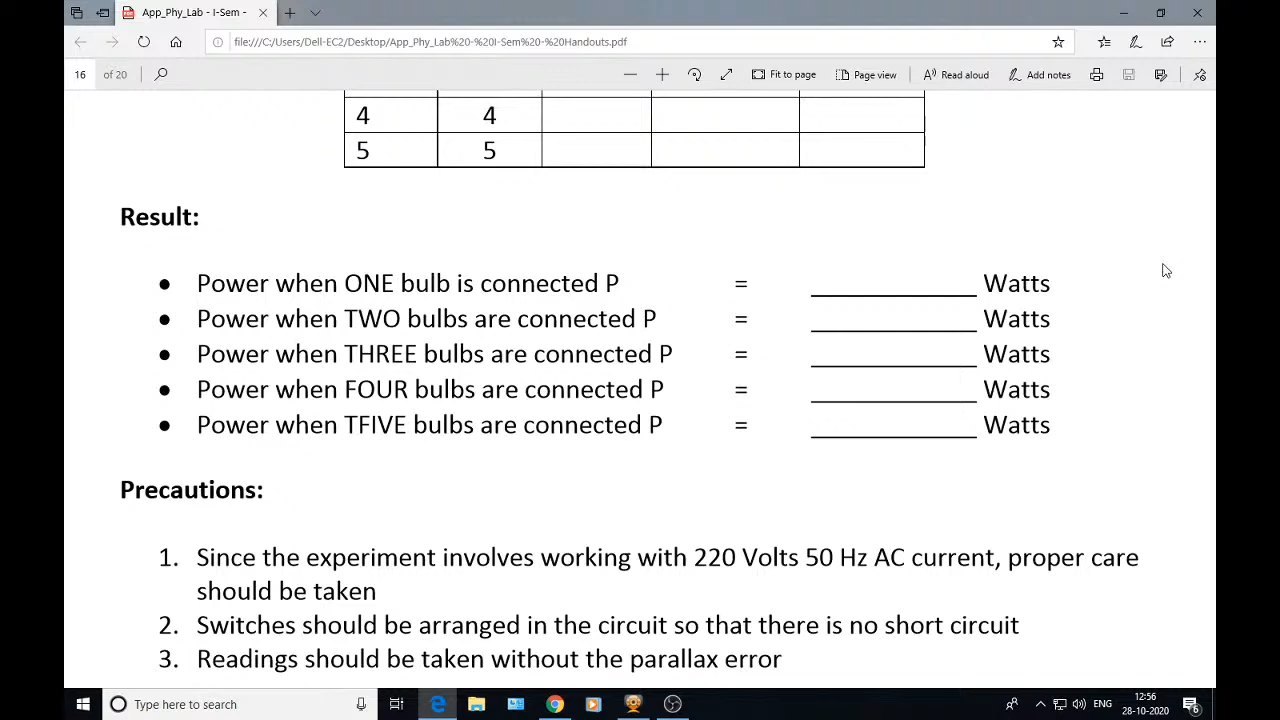 App_Phy_Lab - I-Sem -
file:///C:/Users/Dell-EC2/Desktop/App_Phy_Lab%20-%20I-Sem%20-%20Handouts.pdf
16 of 20 Fit to page Page view Read aloud Add notes
4 4
5 5
Result:
• Power when ONE bulb is connected P = ____________ Watts
• Power when TWO bulbs are connected P = ____________ Watts
• Power when THREE bulbs are connected P = ____________ Watts
• Power when FOUR bulbs are connected P = ____________ Watts
• Power when TFIVE bulbs are connected P = ____________ Watts
Precautions:
1. Since the experiment involves working with 220 Volts 50 Hz AC current, proper care
should be taken
2. Switches should be arranged in the circuit so that there is no short circuit
3. Readings should be taken without the parallax error
Type here to search ENG 12:56
28-10-2020 6